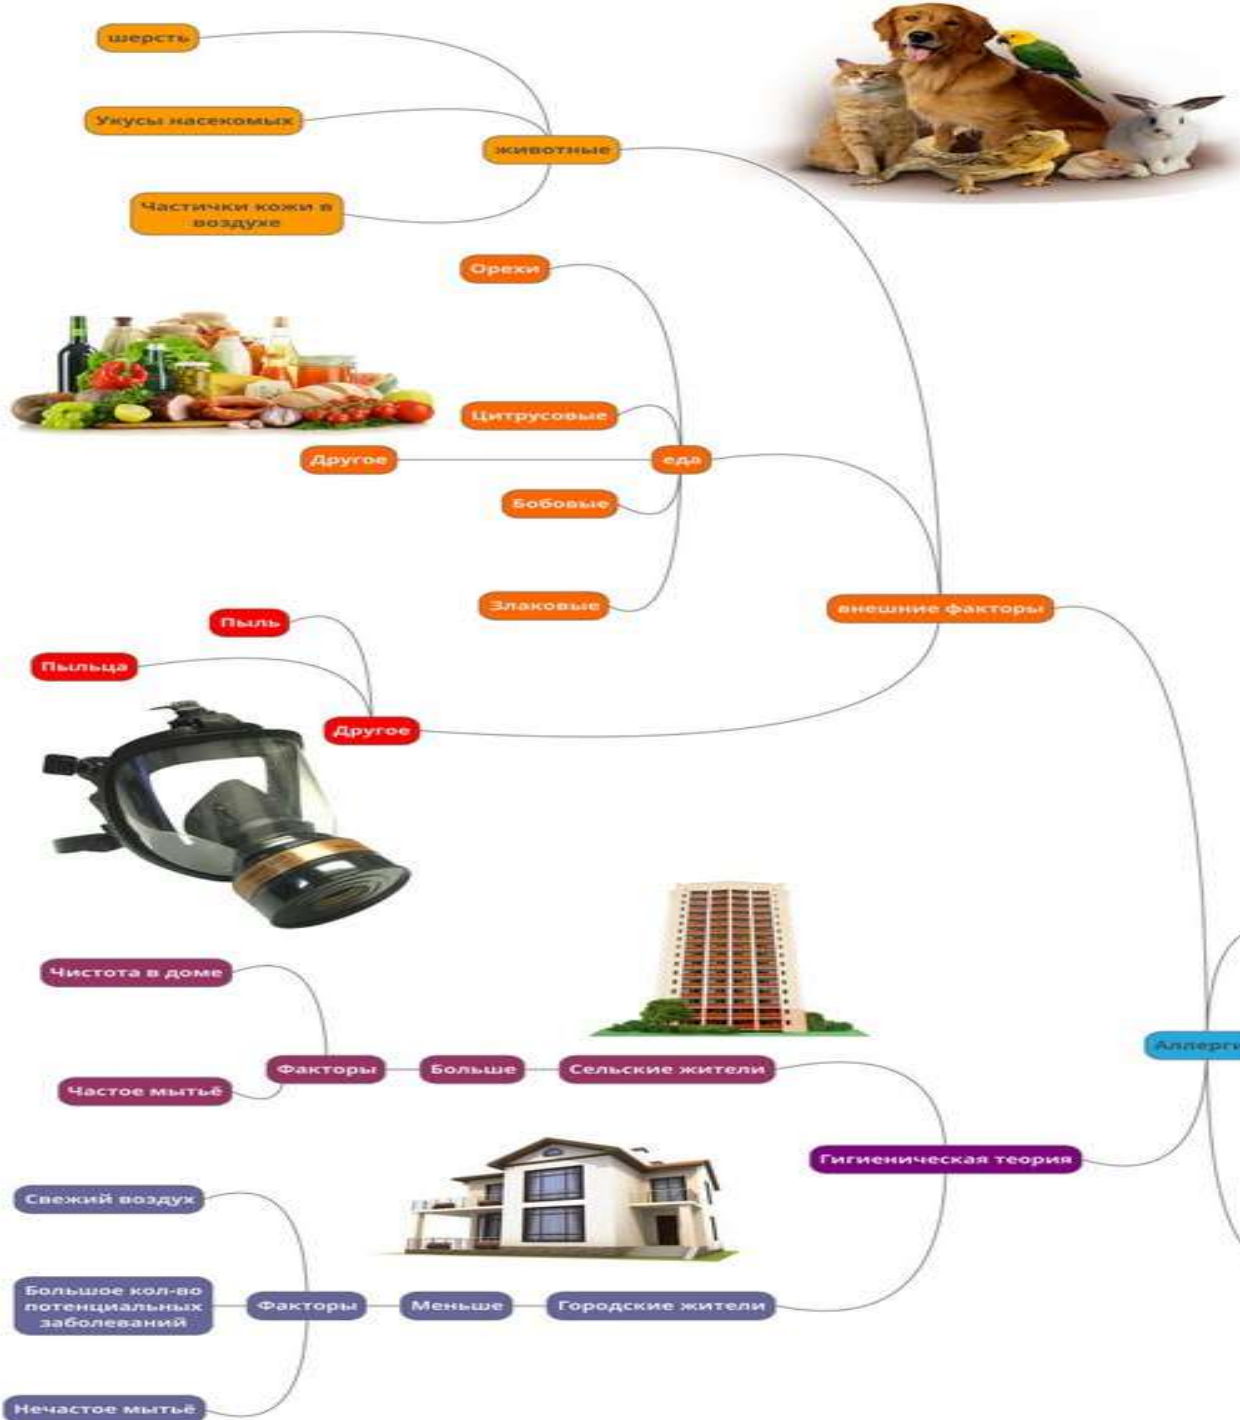 шерсть
Укусы насекомых
животные
Частички кожи в
воздухе
Орехи
Цитрусовые
Другое
еда
Бобовые
Злаковые
внешние факторы
Пыль
Пыльца
Другое
Чистота в доме
Факторы
Больше
Сельские жители
Частое мытьё
Аллерги
Гигиеническая теория
Свежий воздух
Большое кол-во
потенциальных
заболеваний
Факторы
Меньше
Городские жители
Нечастое мытьё